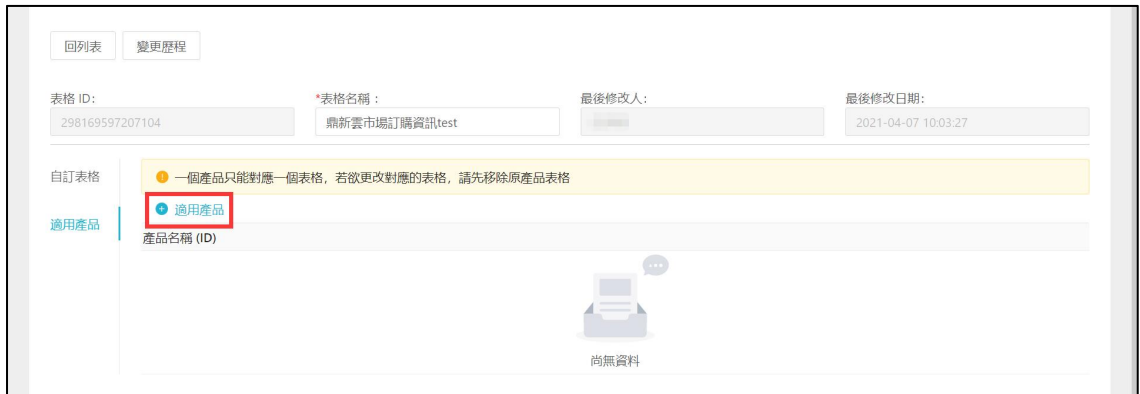 回列表 變更歷程
表格 ID: *表格名稱： 最後修改人: 最後修改日期:
298169597207104 鼎新雲市場訂購資訊test 2021-04-07 10:03:27
自訂表格
一個產品只能對應一個表格，若欲更改對應的表格，請先移除原產品表格
適用產品
適用產品
產品名稱 (ID)
尚無資料